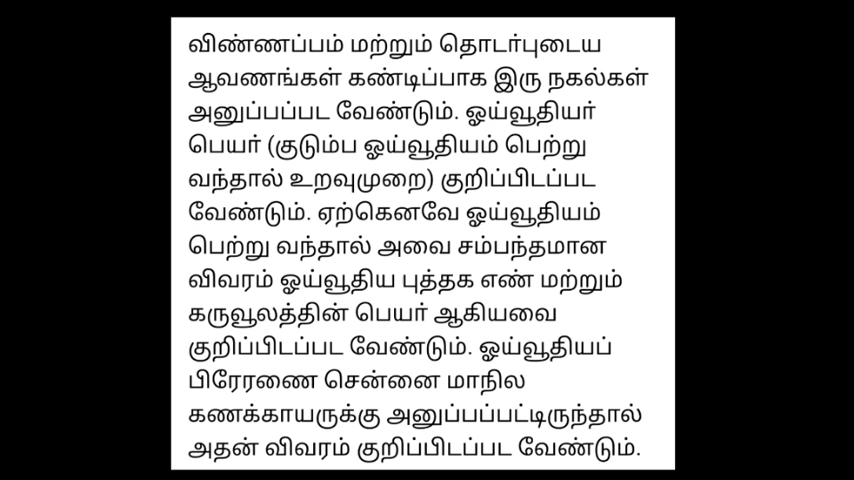 விண்ணப்பம் மற்றும் தொடர்புடைய
ஆவணங்கள் கண்டிப்பாக இரு நகல்கள்
அனுப்பப்பட வேண்டும். ஓய்வூதியர்
பெயர் (குடும்ப ஓய்வூதியம் பெற்று
வந்தால் உறவுமுறை) குறிப்பிடப்பட
வேண்டும். ஏற்கெனவே ஓய்வூதியம்
பெற்று வந்தால் அவை சம்பந்தமான
விவரம் ஓய்வூதிய புத்தக எண் மற்றும்
கருவூலத்தின் பெயர் ஆகியவை
குறிப்பிடப்பட வேண்டும். ஓய்வூதியப்
பிரேரணை சென்னை மாநில
கணக்காயருக்கு அனுப்பப்பட்டிருந்தால்
அதன் விவரம் குறிப்பிடப்பட வேண்டும்.